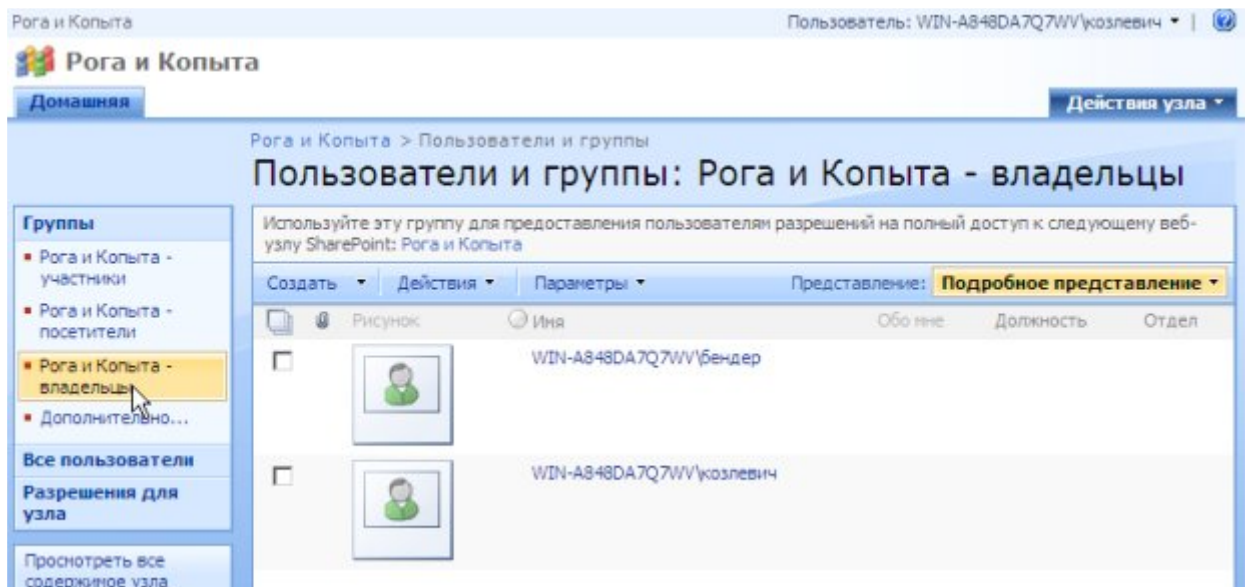 Рога и Копыта
Пользователь: WIN-A848DA7Q7WV\козлевич
Рога и Копыта
Домашняя
Действия узла
Рога и Копыта > Пользователи и группы
Пользователи и группы: Рога и Копыта - владельцы
Группы
Рога и Копыта -
участники
Рога и Копыта -
посетители
Рога и Копыта -
владельцы
Дополнительно...
Все пользователи
Разрешения для
узла
Просмотреть все
содержимое узла
Используйте эту группу для предоставления пользователям разрешений на полный доступ к следующему веб-
узлу SharePoint: Рога и Копыта
Создать Действия Параметры Представление: Подробное представление
Рисунок Имя Обо мне Должность Отдел
WIN-A848DA7Q7WV\бендер
WIN-A848DA7Q7WV\козлевич